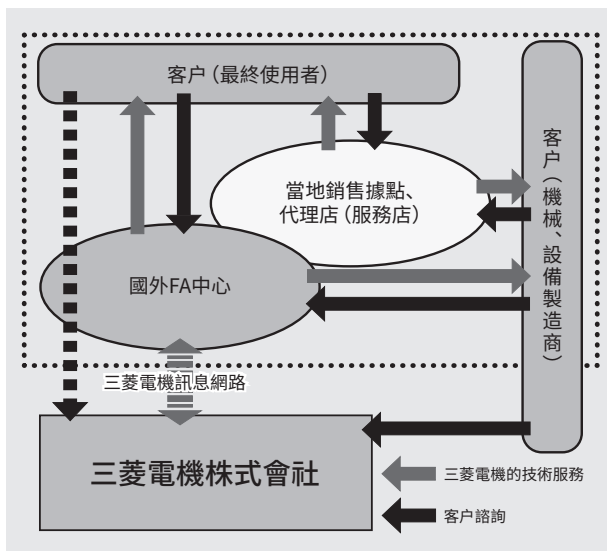 客户（最終使用者）
當地銷售據點、
代理店（服務店）
客户（機械、設備製造商）
國外FA中心
三菱電機訊息網路
三菱電機株式會社
三菱電機的技術服務
客户諮詢